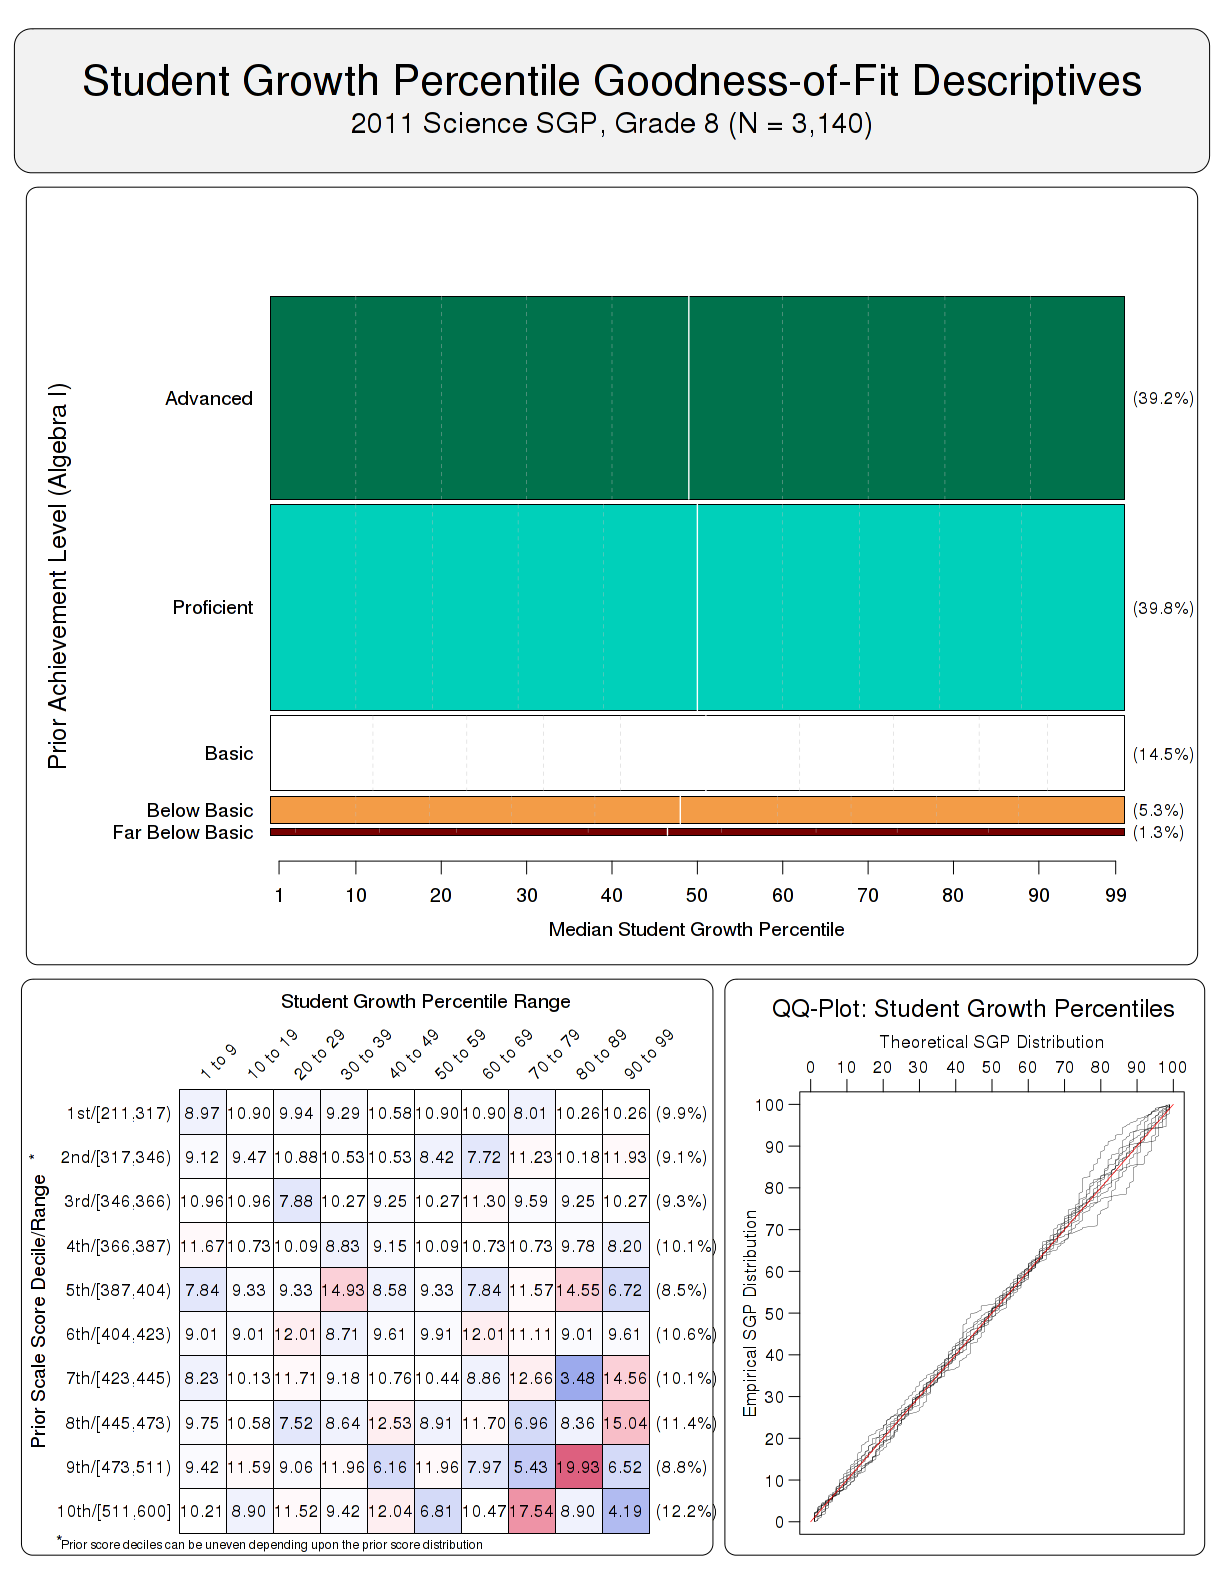 Student Growth Percentile Goodness-of-Fit Descriptives
2011 Science SGP, Grade 8 (N = 3,140)
Prior Achievement Level (Algebra I)
Advanced (39.2%)
Proficient (39.8%)
Basic (14.5%)
Below Basic (5.3%)
Far Below Basic (1.3%)
1 10 20 30 40 50 60 70 80 90 99
Median Student Growth Percentile
Student Growth Percentile Range
1 to 9 10 to 19 20 to 29 30 to 39 40 to 49 50 to 59 60 to 69 70 to 79 80 to 89 90 to 99
Prior Scale Score Decile/Range *
1st/[211,317) 8.97 10.90 9.94 9.29 10.58 10.90 10.90 8.01 10.26 10.26 (9.9%)
2nd/[317,346) 9.12 9.47 10.88 10.53 10.53 8.42 7.72 11.23 10.18 11.93 (9.1%)
3rd/[346,366) 10.96 10.96 7.88 10.27 9.25 10.27 11.30 9.59 9.25 10.27 (9.3%)
4th/[366,387) 11.67 10.73 10.09 8.83 9.15 10.09 10.73 10.73 9.78 8.20 (10.1%)
5th/[387,404) 7.84 9.33 9.33 14.93 8.58 9.33 7.84 11.57 14.55 6.72 (8.5%)
6th/[404,423) 9.01 9.01 12.01 8.71 9.61 9.91 12.01 11.11 9.01 9.61 (10.6%)
7th/[423,445) 8.23 10.13 11.71 9.18 10.76 10.44 8.86 12.66 3.48 14.56 (10.1%)
8th/[445,473) 9.75 10.58 7.52 8.64 12.53 8.91 11.70 6.96 8.36 15.04 (11.4%)
9th/[473,511) 9.42 11.59 9.06 11.96 6.16 11.96 7.97 5.43 19.93 6.52 (8.8%)
10th/[511,600] 10.21 8.90 11.52 9.42 12.04 6.81 10.47 17.54 8.90 4.19 (12.2%)
*Prior score deciles can be uneven depending upon the prior score distribution
QQ-Plot: Student Growth Percentiles
Theoretical SGP Distribution
0 10 20 30 40 50 60 70 80 90 100
Empirical SGP Distribution
100
90
80
70
60
50
40
30
20
10
0